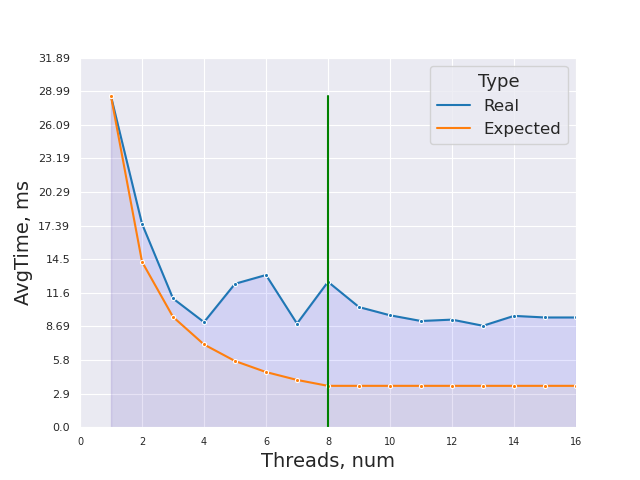 31.89
28.99
26.09
23.19
20.29
17.39
14.5
11.6
8.69
5.8
2.9
0.0
AvgTime, ms
Type
Real
Expected
0 2 4 6 8 10 12 14 16
Threads, num